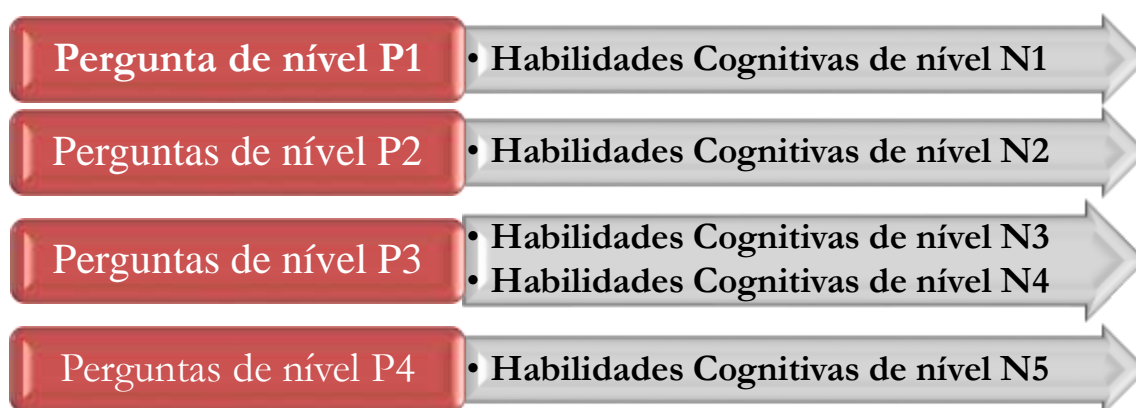 Pergunta de nível P1
• Habilidades Cognitivas de nível N1
Perguntas de nível P2
• Habilidades Cognitivas de nível N2
Perguntas de nível P3
• Habilidades Cognitivas de nível N3
• Habilidades Cognitivas de nível N4
Perguntas de nível P4
• Habilidades Cognitivas de nível N5